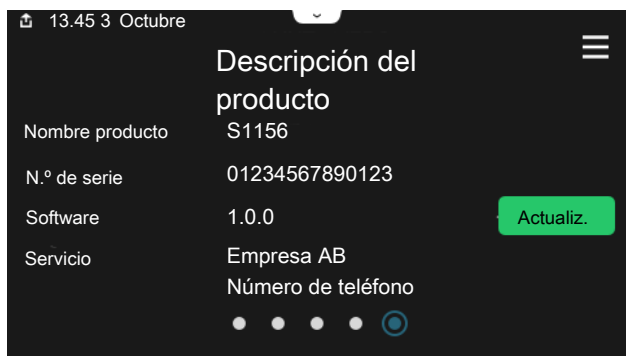 13.45 3 Octubre
Descripción del
producto
Nombre producto S1156
N.º de serie 01234567890123
Software 1.0.0 Actualiz.
Servicio Empresa AB
Número de teléfono